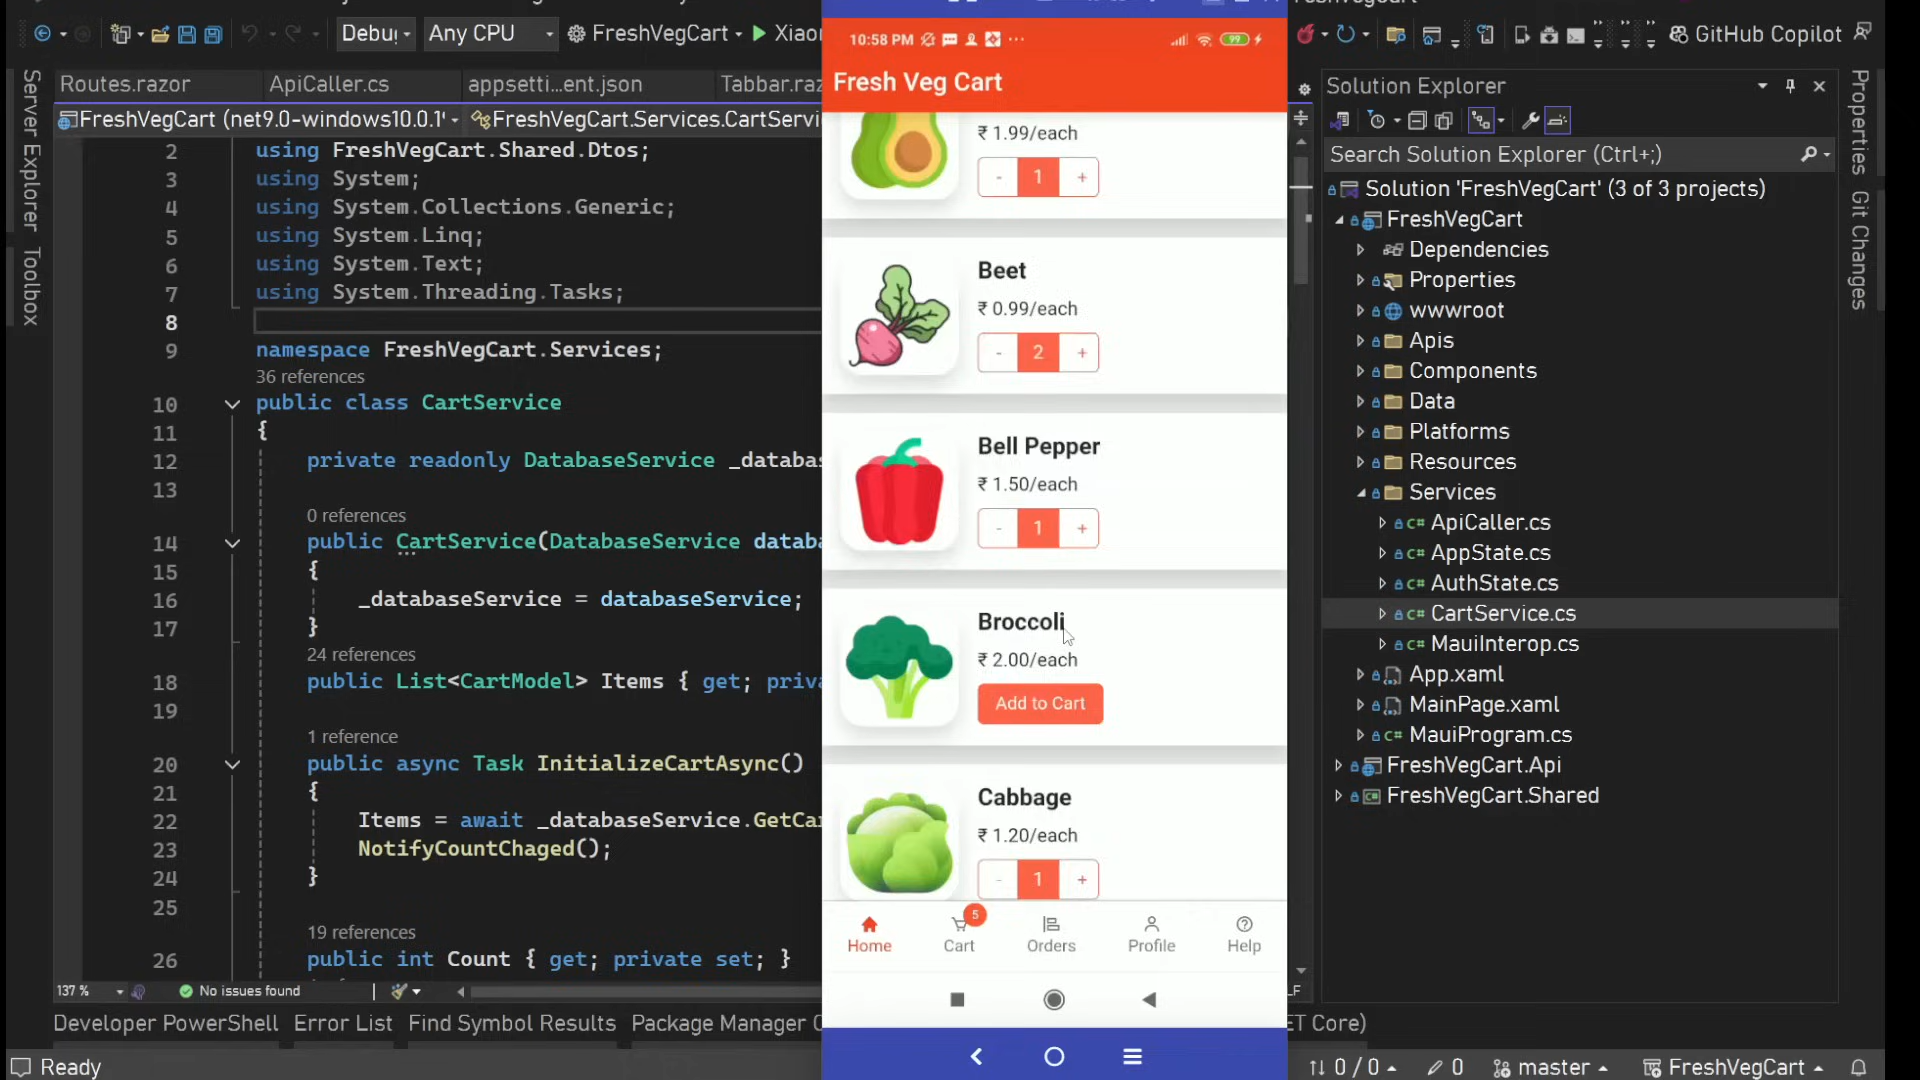 Debug
Any CPU
FreshVegCart
GitHub Copilot
Routes.razor
ApiCaller.cs
appsetti...ent.json
FreshVegCart (net9.0-windows10.0.1
FreshVegCart.Services.CartServi
2 using FreshVegCart.Shared.Dtos;
3 using System;
4 using System.Collections.Generic;
5 using System.Linq;
6 using System.Text;
7 using System.Threading.Tasks;
8
9 namespace FreshVegCart.Services;
36 references
10 public class CartService
11 {
12 private readonly DatabaseService
13
0 references
14 public CartService(DatabaseService
15 {
16 _databaseService = databaseService;
17 }
24 references
18 public List<CartModel> Items { get;
19
1 reference
20 public async Task InitializeCartAsync()
21 {
22 Items = await
23 NotifyCountChaged();
24 }
25
19 references
26 public int Count { get; private set; }
137 %
No issues found
Developer PowerShell
Error List
Find Symbol Results
Package Manager
ET Core)
Ready
10:58 PM
99
Fresh Veg Cart
₹ 1.99/each
- 1 +
Beet
₹ 0.99/each
- 2 +
Bell Pepper
₹ 1.50/each
- 1 +
Broccoli
₹ 2.00/each
Add to Cart
Cabbage
₹ 1.20/each
- 1 +
5
Home
Cart
Orders
Profile
Help
Solution Explorer
Search Solution Explorer (Ctrl+;)
Solution 'FreshVegCart' (3 of 3 projects)
FreshVegCart
Dependencies
Properties
wwwroot
Apis
Components
Data
Platforms
Resources
Services
C# ApiCaller.cs
C# AppState.cs
C# AuthState.cs
C# CartService.cs
C# MauiInterop.cs
App.xaml
MainPage.xaml
C# MauiProgram.cs
FreshVegCart.Api
FreshVegCart.Shared
Server Explorer
Toolbox
Properties
Git Changes
0 / 0
0
master
FreshVegCart